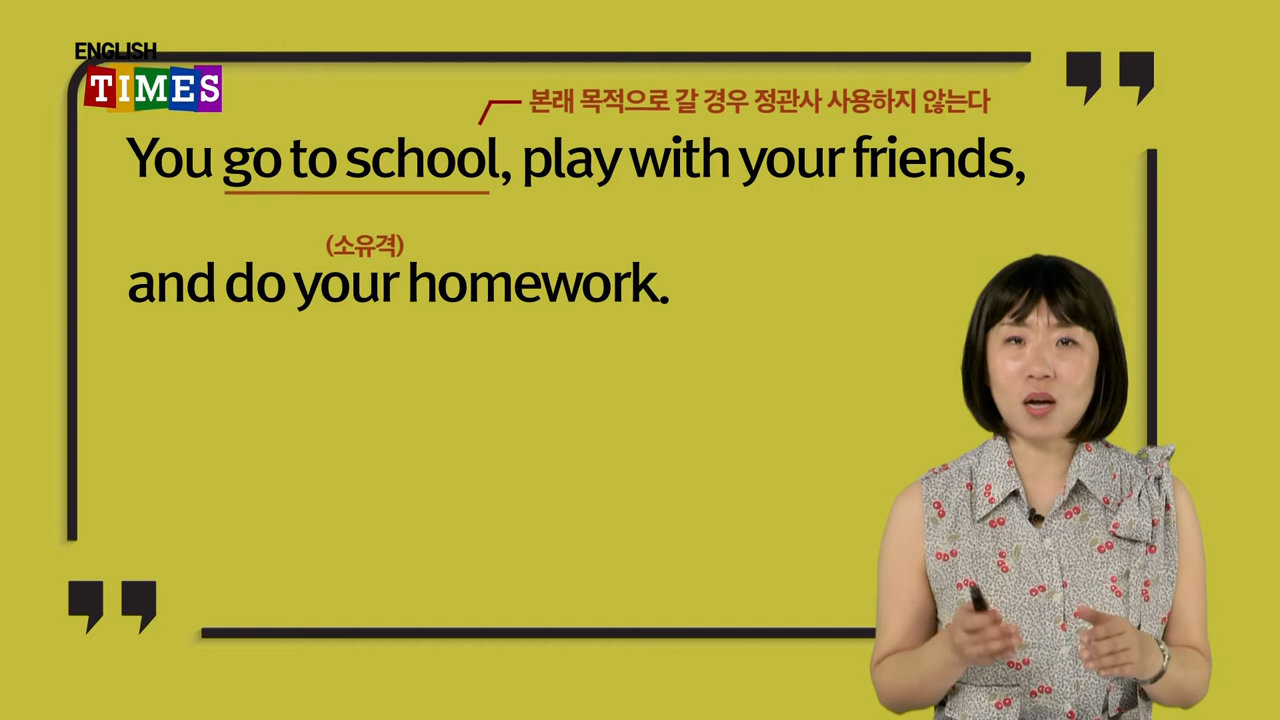 ENGLISH
TIMES
본래 목적으로 갈 경우 정관사 사용하지 않는다
You go to school, play with your friends,
(소유격)
and do your homework.